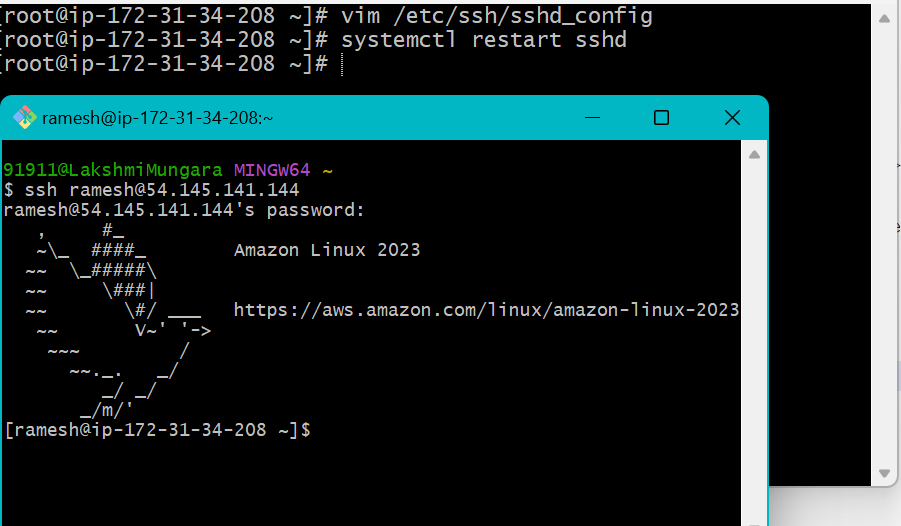 [root@ip-172-31-34-208 ~]# vim /etc/ssh/sshd_config
[root@ip-172-31-34-208 ~]# systemctl restart sshd
[root@ip-172-31-34-208 ~]#
ramesh@ip-172-31-34-208:~
91911@LakshmiMungara MINGW64 ~
$ ssh ramesh@54.145.141.144
ramesh@54.145.141.144's password:
   ,     #_
   ~\_  ####_        Amazon Linux 2023
  ~~  \_#####\
  ~~     \###|
  ~~       \#/ ___   https://aws.amazon.com/linux/amazon-linux-2023
   ~~       V~' '->
    ~~~         /
      ~~._.   _/
         _/ _/
       _/m/'
[ramesh@ip-172-31-34-208 ~]$